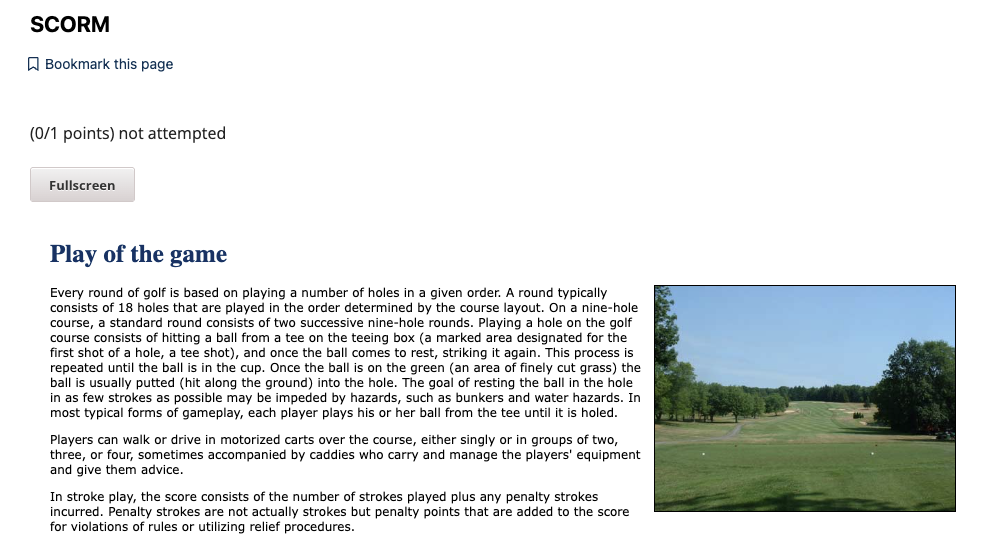 SCORM
Bookmark this page
(0/1 points) not attempted
Fullscreen
Play of the game
Every round of golf is based on playing a number of holes in a given order. A round typically
consists of 18 holes that are played in the order determined by the course layout. On a nine-hole
course, a standard round consists of two successive nine-hole rounds. Playing a hole on the golf
course consists of hitting a ball from a tee on the teeing box (a marked area designated for the
first shot of a hole, a tee shot), and once the ball comes to rest, striking it again. This process is
repeated until the ball is in the cup. Once the ball is on the green (an area of finely cut grass) the
ball is usually putted (hit along the ground) into the hole. The goal of resting the ball in the hole
in as few strokes as possible may be impeded by hazards, such as bunkers and water hazards. In
most typical forms of gameplay, each player plays his or her ball from the tee until it is holed.
Players can walk or drive in motorized carts over the course, either singly or in groups of two,
three, or four, sometimes accompanied by caddies who carry and manage the players' equipment
and give them advice.
In stroke play, the score consists of the number of strokes played plus any penalty strokes
incurred. Penalty strokes are not actually strokes but penalty points that are added to the score
for violations of rules or utilizing relief procedures.